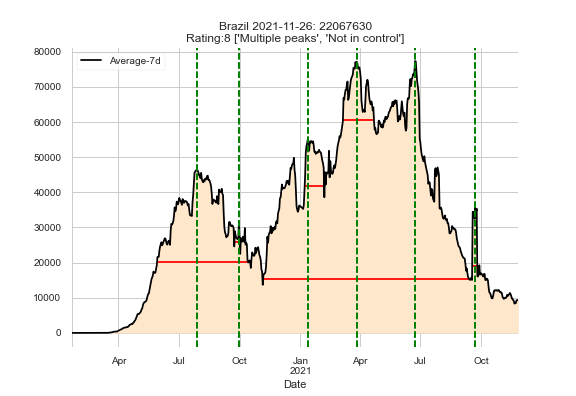 Brazil 2021-11-26: 22067630
Rating:8 ['Multiple peaks', 'Not in control']
Average-7d
80000
70000
60000
50000
40000
30000
20000
10000
0
Apr Jul Oct Jan Apr Jul Oct
2021
Date